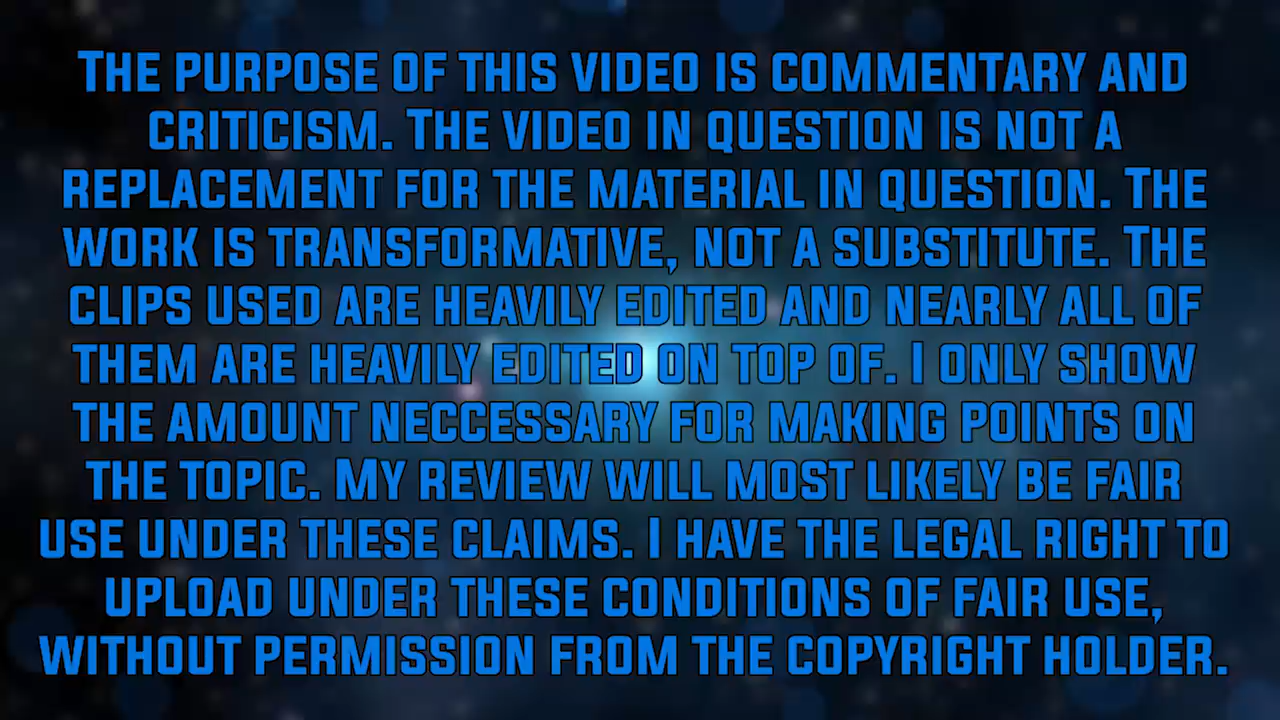 The purpose of this video is commentary and
criticism. The video in question is not a
replacement for the material in question. The
work is transformative, not a substitute. The
clips used are heavily edited and nearly all of
them are heavily edited on top of. I only show
the amount neccessary for making points on
the topic. My review will most likely be fair
use under these claims. I have the legal right to
upload under these conditions of fair use,
without permission from the copyright holder.